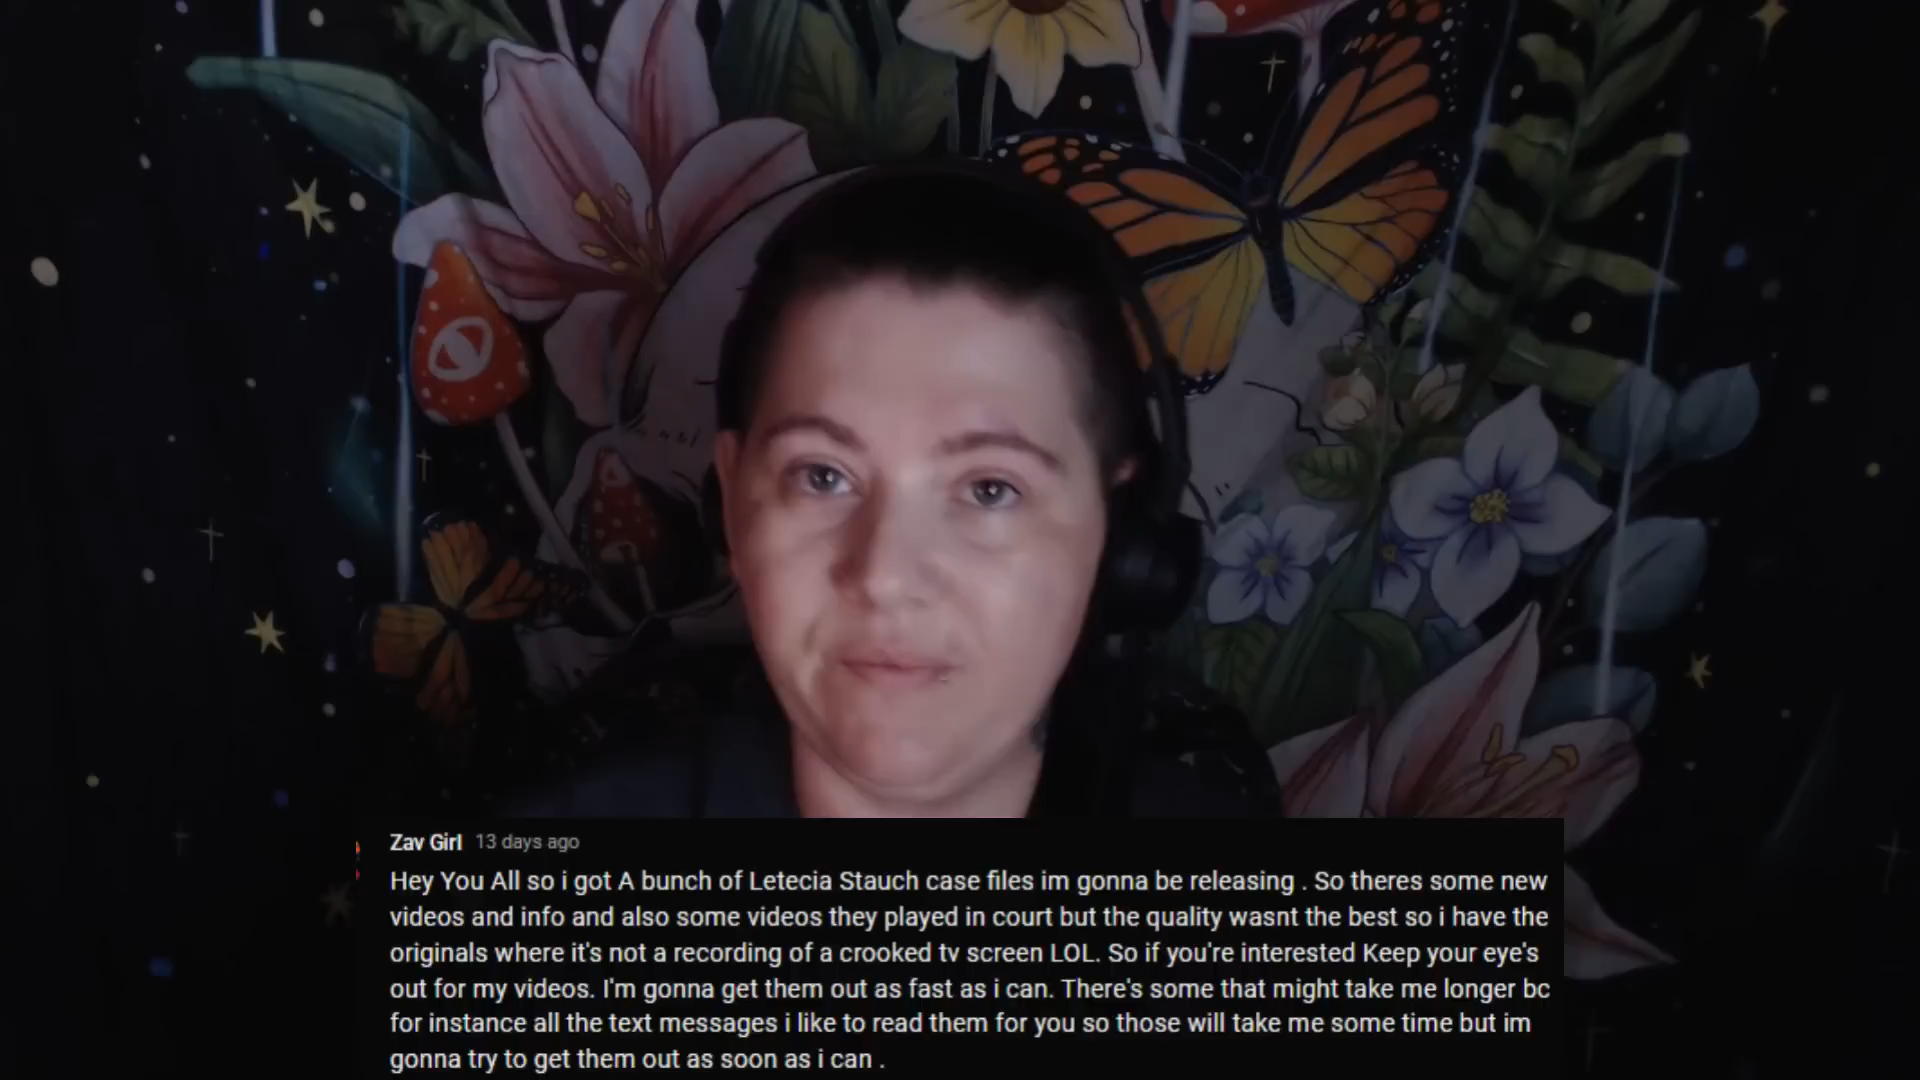 Zav Girl 13 days ago
Hey You All so i got A bunch of Letecia Stauch case files im gonna be releasing . So theres some new
videos and info and also some videos they played in court but the quality wasnt the best so i have the
originals where it's not a recording of a crooked tv screen LOL. So if you're interested Keep your eye's
out for my videos. I'm gonna get them out as fast as i can. There's some that might take me longer bc
for instance all the text messages i like to read them for you so those will take me some time but im
gonna try to get them out as soon as i can .